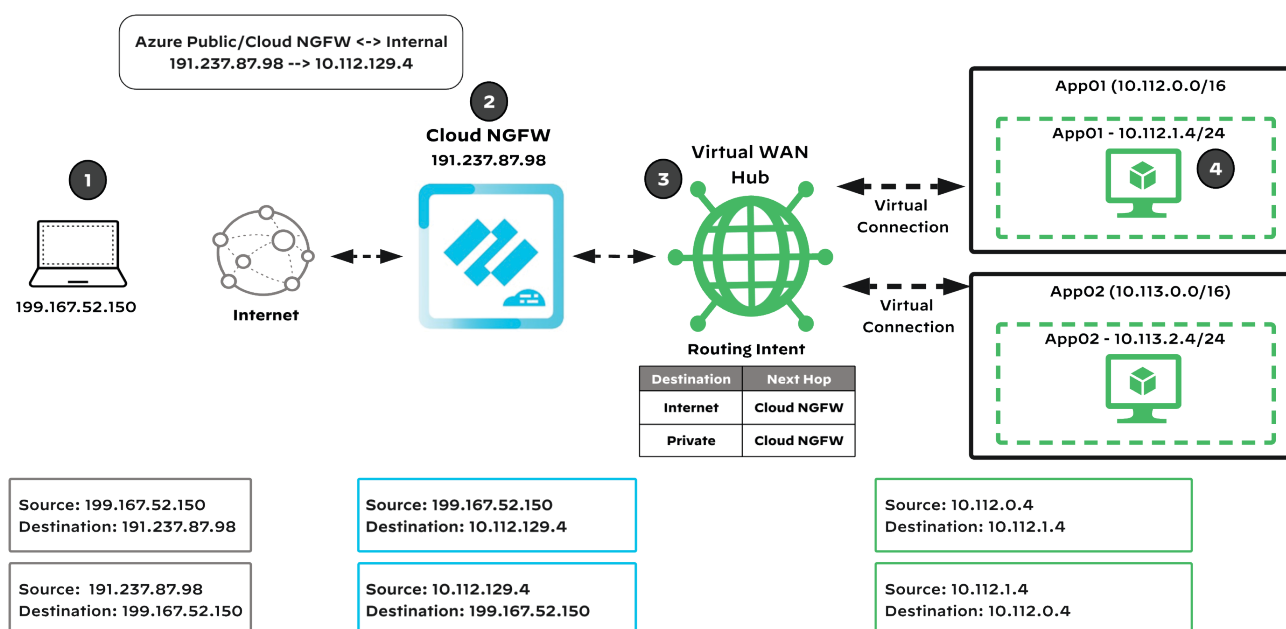 Azure Public/Cloud NGFW <-> Internal
191.237.87.98 --> 10.112.129.4
1
199.167.52.150
Internet
2
Cloud NGFW
191.237.87.98
3
Virtual WAN
Hub
Routing Intent
Destination Next Hop
Internet Cloud NGFW
Private Cloud NGFW
Virtual
Connection
Virtual
Connection
App01 (10.112.0.0/16
App01 - 10.112.1.4/24
4
App02 (10.113.0.0/16)
App02 - 10.113.2.4/24
Source: 199.167.52.150
Destination: 191.237.87.98
Source: 199.167.52.150
Destination: 10.112.129.4
Source: 10.112.0.4
Destination: 10.112.1.4
Source: 191.237.87.98
Destination: 199.167.52.150
Source: 10.112.129.4
Destination: 199.167.52.150
Source: 10.112.1.4
Destination: 10.112.0.4